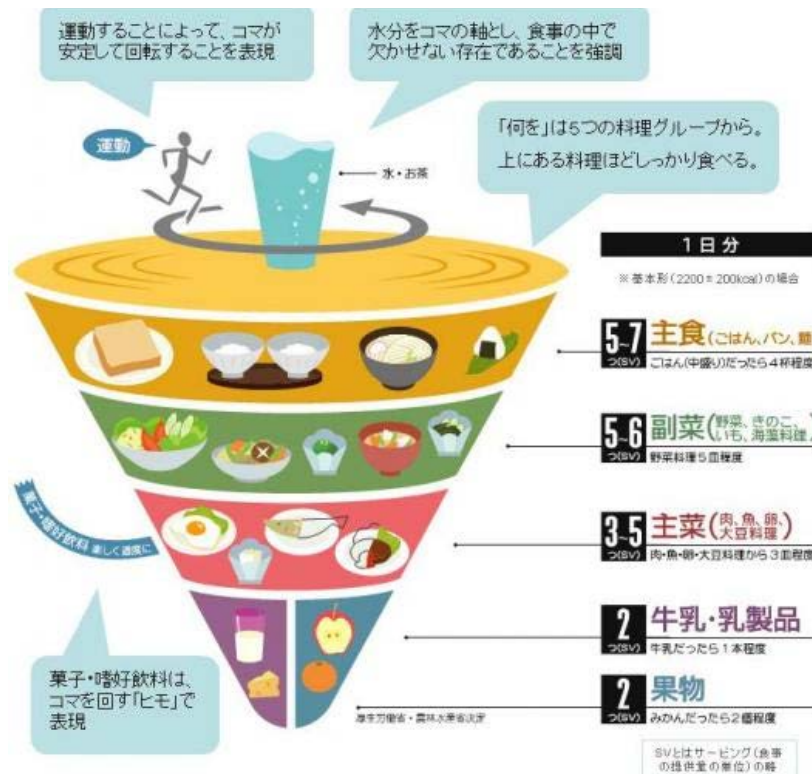 運動することによって、コマが
安定して回転することを表現
水分をコマの軸とし、食事の中で
欠かせない存在であることを強調
「何を」は5つの料理グループから。
上にある料理ほどしっかり食べる。
運動
水・お茶
1日分
※基本形(2200±200kcal)の場合
5~7
つ(SV)
主食(ごはん、パン、麺
ごはん(中盛り)だったら4杯程度
5~6
つ(SV)
副菜(野菜、きのこ、
いも、海藻料理
野菜料理5皿程度
菓子・嗜好飲料 楽しく適度に
3~5
つ(SV)
主菜(肉、魚、卵、
大豆料理)
肉・魚・卵・大豆料理から3皿程度
2
つ(SV)
牛乳・乳製品
牛乳だったら1本程度
2
つ(SV)
果物
みかんだったら2個程度
菓子・嗜好飲料は、
コマを回す「ヒモ」で
表現
厚生労働省・農林水産省決定
SVとはサービング(食事
の提供量の単位)の略